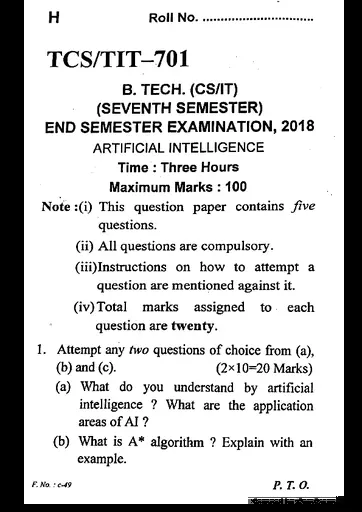 H Roll No. ..............................
TCS/TIT–701
B. TECH. (CS/IT)
(SEVENTH SEMESTER)
END SEMESTER EXAMINATION, 2018
ARTIFICIAL INTELLIGENCE
Time : Three Hours
Maximum Marks : 100
Note :(i) This question paper contains five
questions.
(ii) All questions are compulsory.
(iii)Instructions on how to attempt a
question are mentioned against it.
(iv)Total marks assigned to each
question are twenty.
1. Attempt any two questions of choice from (a),
(b) and (c). (2×10=20 Marks)
(a) What do you understand by artificial
intelligence ? What are the application
areas of AI ?
(b) What is A* algorithm ? Explain with an
example.
F. No. : c-49 P. T. O.